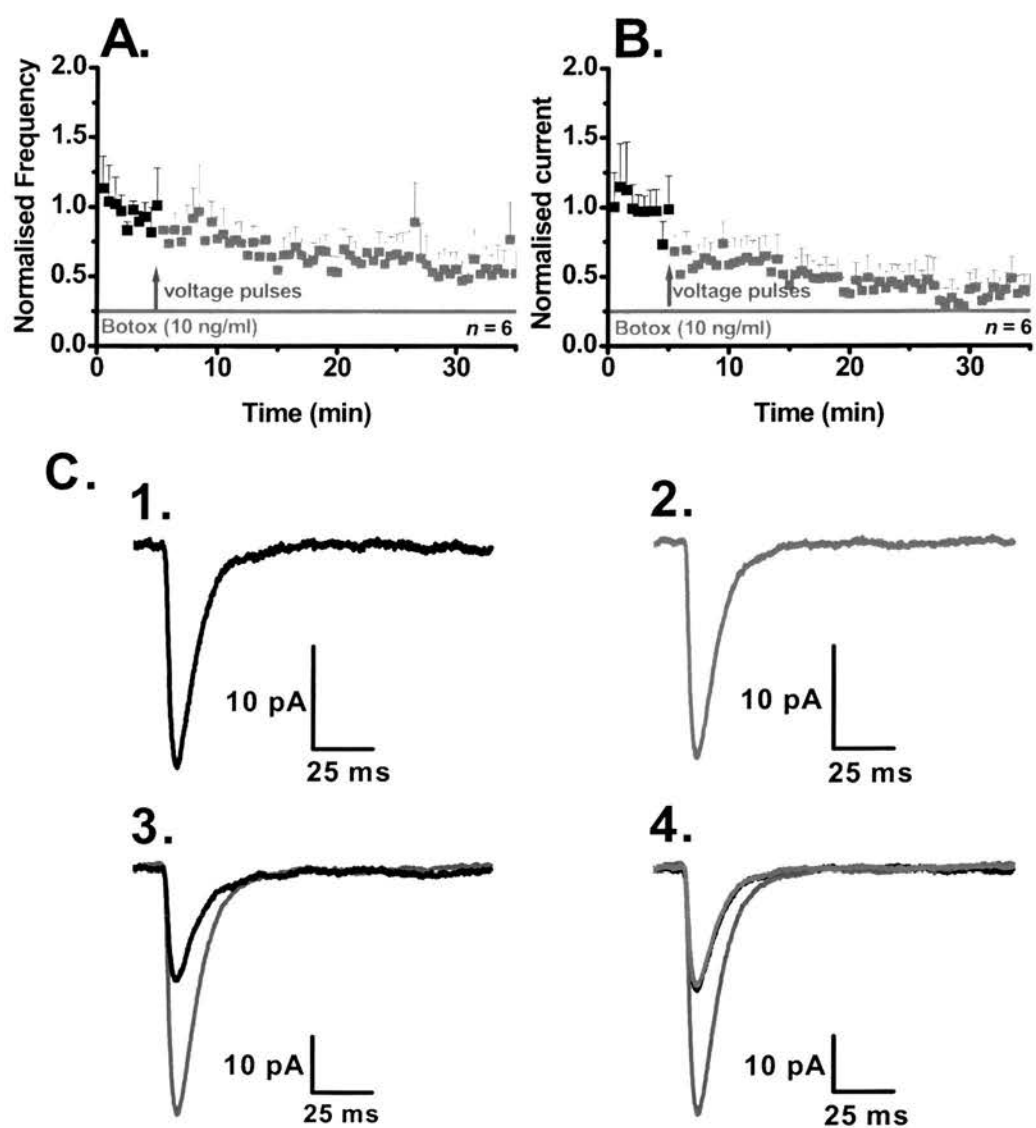 A.
Normalised Frequency
2.0
1.5
1.0
0.5
0.0
voltage pulses
Botox (10 ng/ml)
n = 6
0 10 20 30
Time (min)
B.
Normalised current
2.0
1.5
1.0
0.5
0.0
voltage pulses
Botox (10 ng/ml)
n = 6
0 10 20 30
Time (min)
C.
1.
10 pA
25 ms
2.
10 pA
25 ms
3.
10 pA
25 ms
4.
10 pA
25 ms